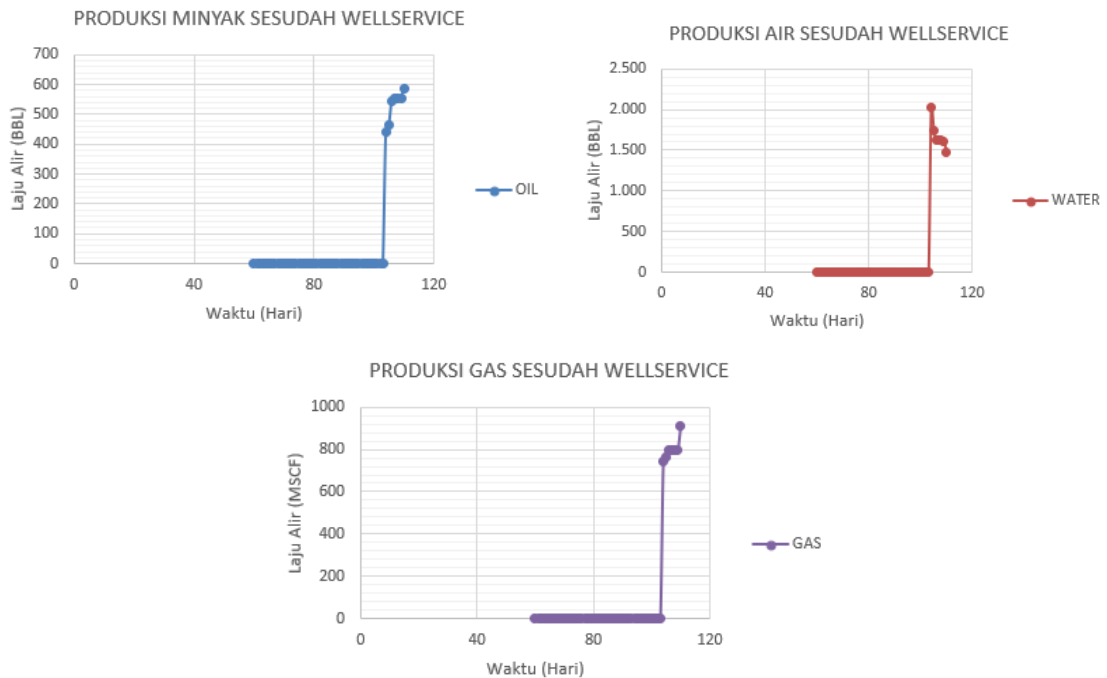 PRODUKSI MINYAK SESUDAH WELLSERVICE
700
600
500
400
300
200
100
0
Laju Alir (BBL)
0 40 80 120
Waktu (Hari)
OIL
PRODUKSI AIR SESUDAH WELLSERVICE
2.500
2.000
1.500
1.000
500
0
Laju Alir (BBL)
0 40 80 120
Waktu (Hari)
WATER
PRODUKSI GAS SESUDAH WELLSERVICE
1000
800
600
400
200
0
Laju Alir (MSCF)
0 40 80 120
Waktu (Hari)
GAS